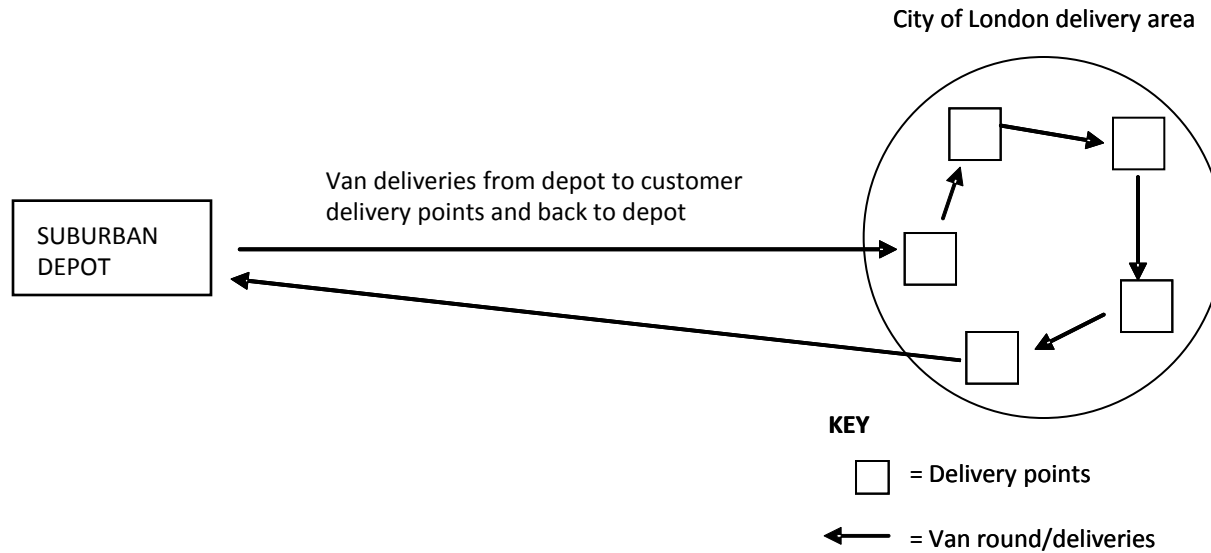 City of London delivery area
Van deliveries from depot to customer
delivery points and back to depot
SUBURBAN
DEPOT
KEY
= Delivery points
= Van round/deliveries